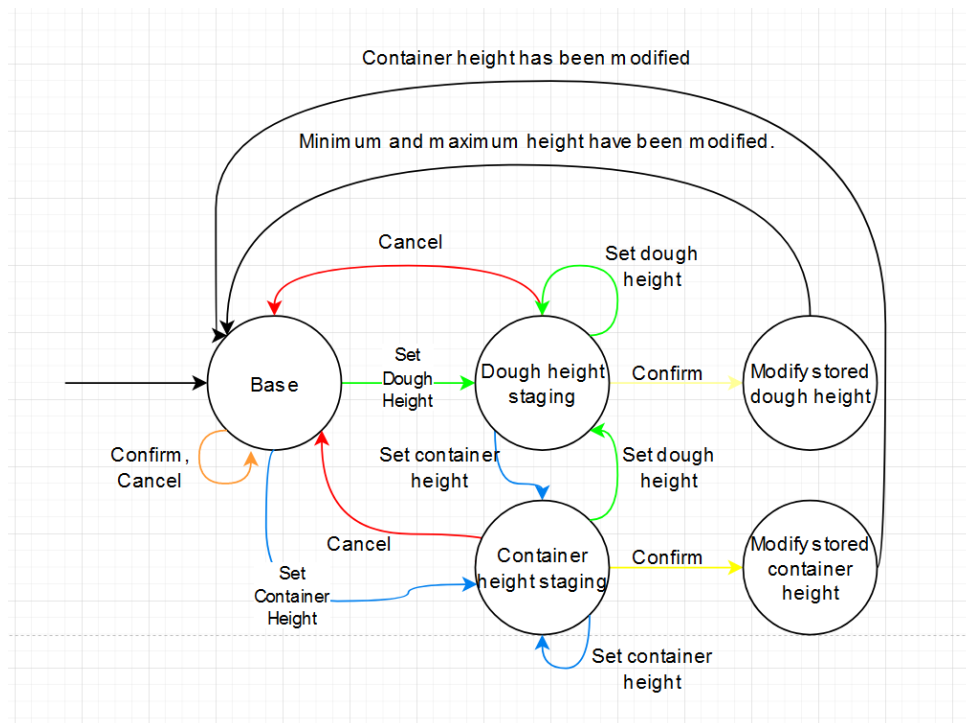 Container height has been modified
Minimum and maximum height have been modified.
Cancel
Set dough
height
Set
Dough
Height
Base
Dough height
staging
Confirm
Modify stored
dough height
Confirm,
Cancel
Set container
height
Set dough
height
Cancel
Set
Container
Height
Container
height staging
Confirm
Modify stored
container
height
Set container
height